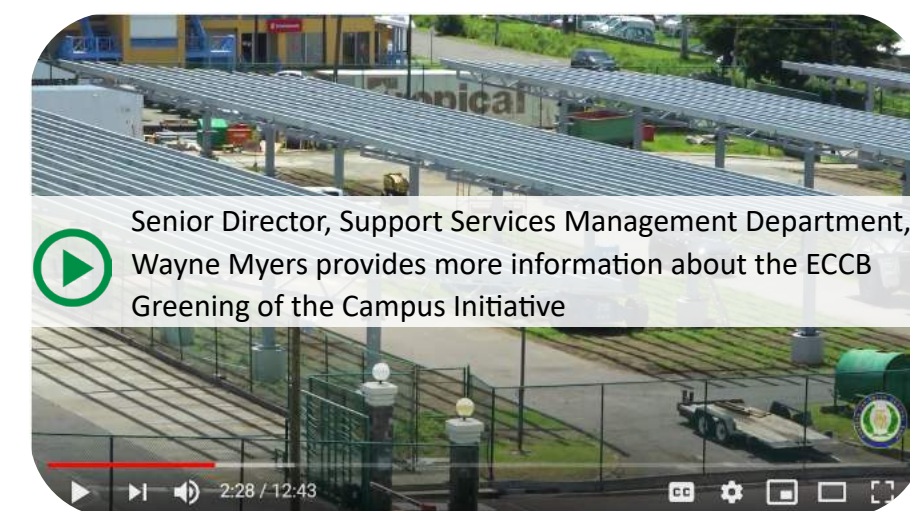 Tropical
Senior Director, Support Services Management Department,
Wayne Myers provides more information about the ECCB
Greening of the Campus Initiative
2:28 / 12:43
CC